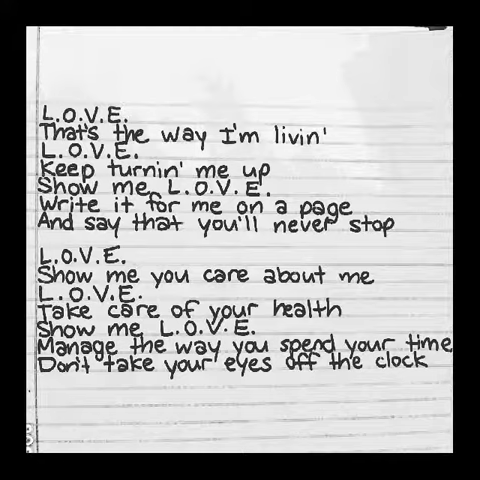 L.O.V.E.
That's the way I'm livin'
L.O.V.E.
Keep turnin' me up
Show me L.O.V.E.
Write it for me on a page
And say that you'll never stop
L.O.V.E.
Show me you care about me
L.O.V.E.
Take care of your health
Show me L.O.V.E.
Manage the way you spend your time
Don't take your eyes off the clock